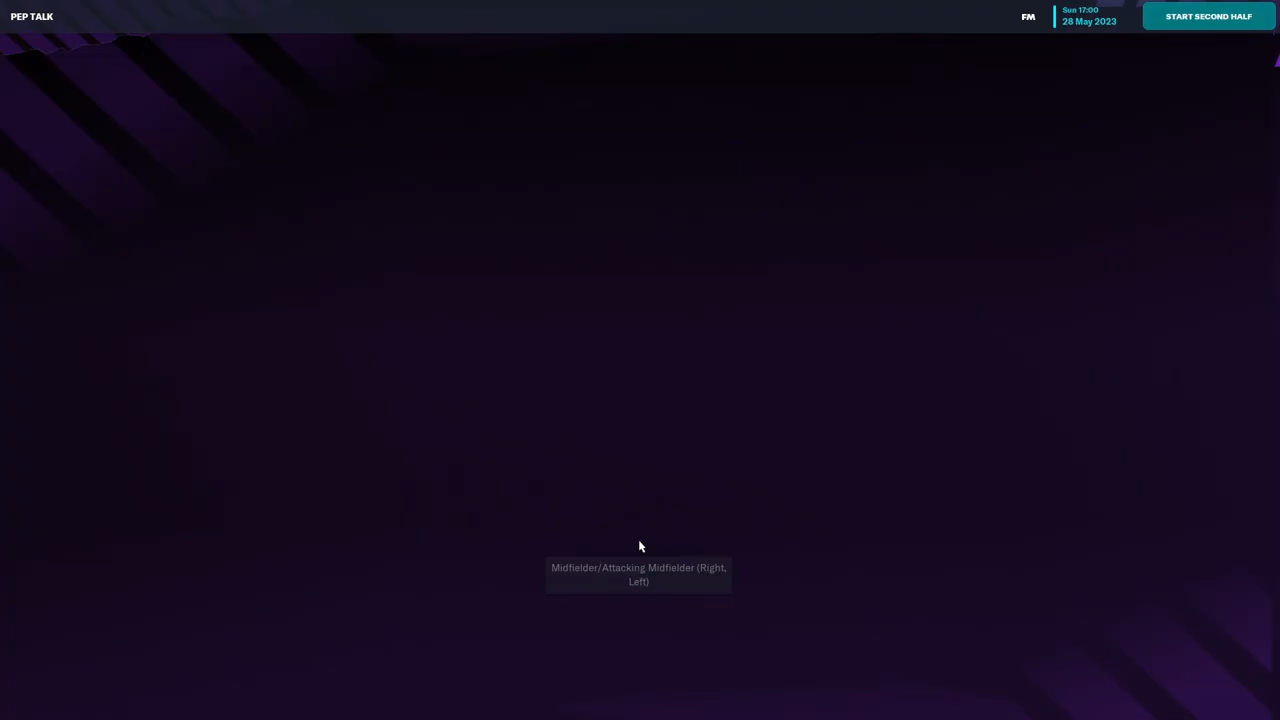 PEP TALK
FM
Sun 17:00
28 May 2023
START SECOND HALF
Midfielder/Attacking Midfielder (Right,
Left)